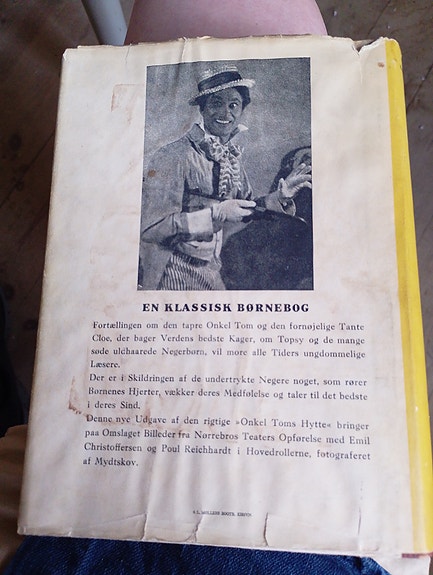 EN KLASSISK BØRNEBOG
Fortællingen om den tapre Onkel Tom og den fornøjelige Tante
Cloe, der bager Verdens bedste Kager, om Topsy og de mange
søde ulchaarede Negerbørn, vil more alle Tiders ungdommelige
Læsere.
Der er i Skildringen af de undertrykte Negere noget, som rører
Bornenes Hjerter, vækker deres Medfølelse og taler til det bedste
i deres Sind.
Denne nye Udgave af den rigtige »Onkel Toms Hytte« bringer
paa Omslaget Billeder fra Nørrebros Teaters Opførelse med Emil
Christoffersen og Poul Reichhardt i Hovedrollerne, fotograferet
af Mydtskov.
MØLLERS BOGTR.